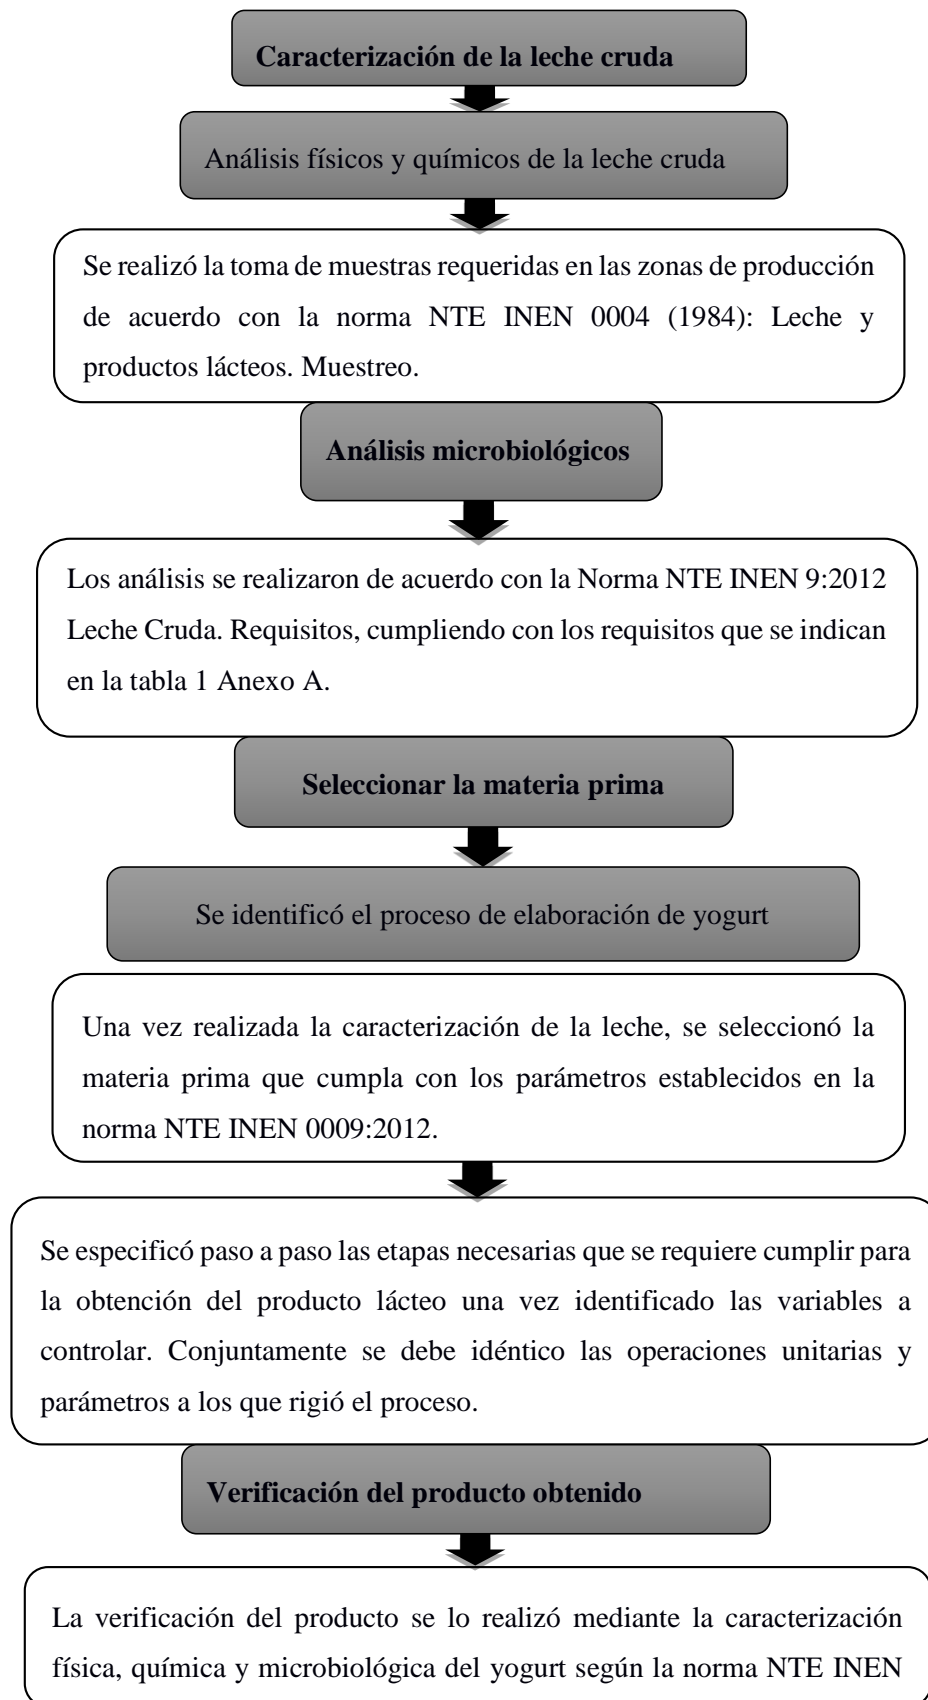 Caracterización de la leche cruda
Análisis físicos y químicos de la leche cruda
Se realizó la toma de muestras requeridas en las zonas de producción
de acuerdo con la norma NTE INEN 0004 (1984): Leche y
productos lácteos. Muestreo.
Análisis microbiológicos
Los análisis se realizaron de acuerdo con la Norma NTE INEN 9:2012
Leche Cruda. Requisitos, cumpliendo con los requisitos que se indican
en la tabla 1 Anexo A.
Seleccionar la materia prima
Se identificó el proceso de elaboración de yogurt
Una vez realizada la caracterización de la leche, se seleccionó la
materia prima que cumpla con los parámetros establecidos en la
norma NTE INEN 0009:2012.
Se especificó paso a paso las etapas necesarias que se requiere cumplir para
la obtención del producto lácteo una vez identificado las variables a
controlar. Conjuntamente se debe idéntico las operaciones unitarias y
parámetros a los que rigió el proceso.
Verificación del producto obtenido
La verificación del producto se lo realizó mediante la caracterización
física, química y microbiológica del yogurt según la norma NTE INEN